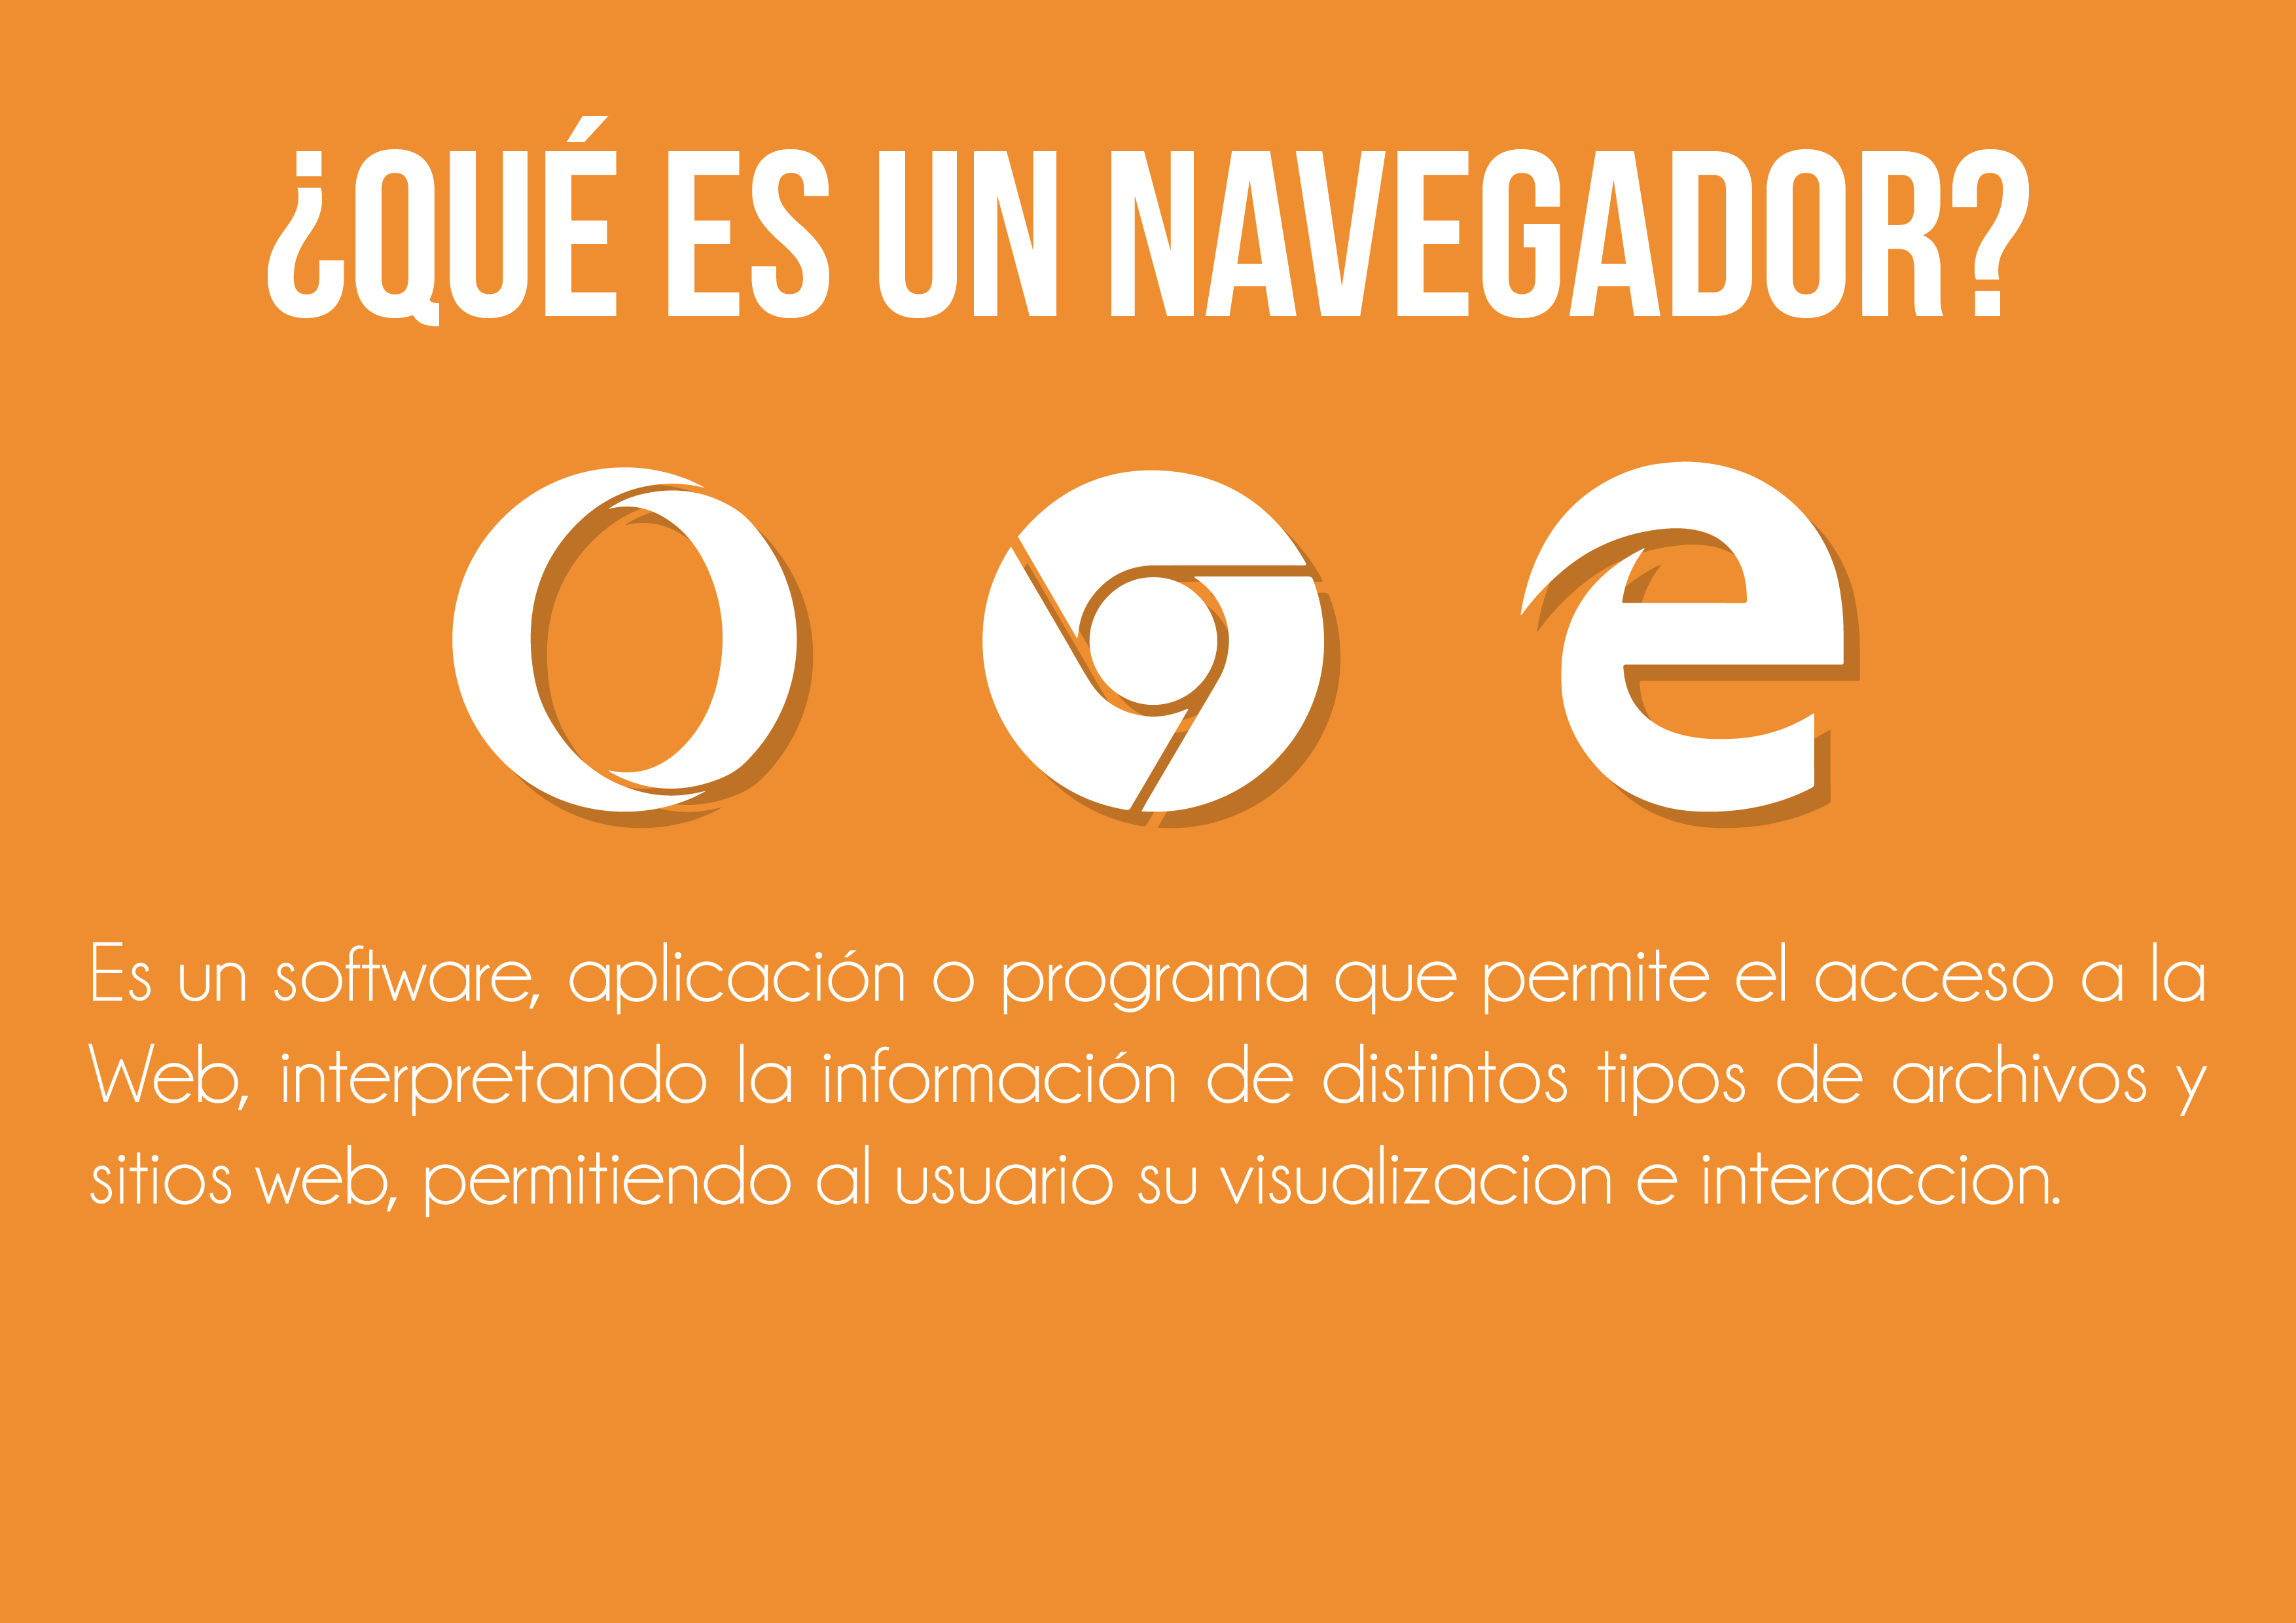 ¿QUÉ ES UN NAVEGADOR?
Es un software, aplicación o programa que permite el acceso a la
Web, interpretando la información de distintos tipos de archivos y
sitios web, permitiendo al usuario su visualizacion e interaccion.